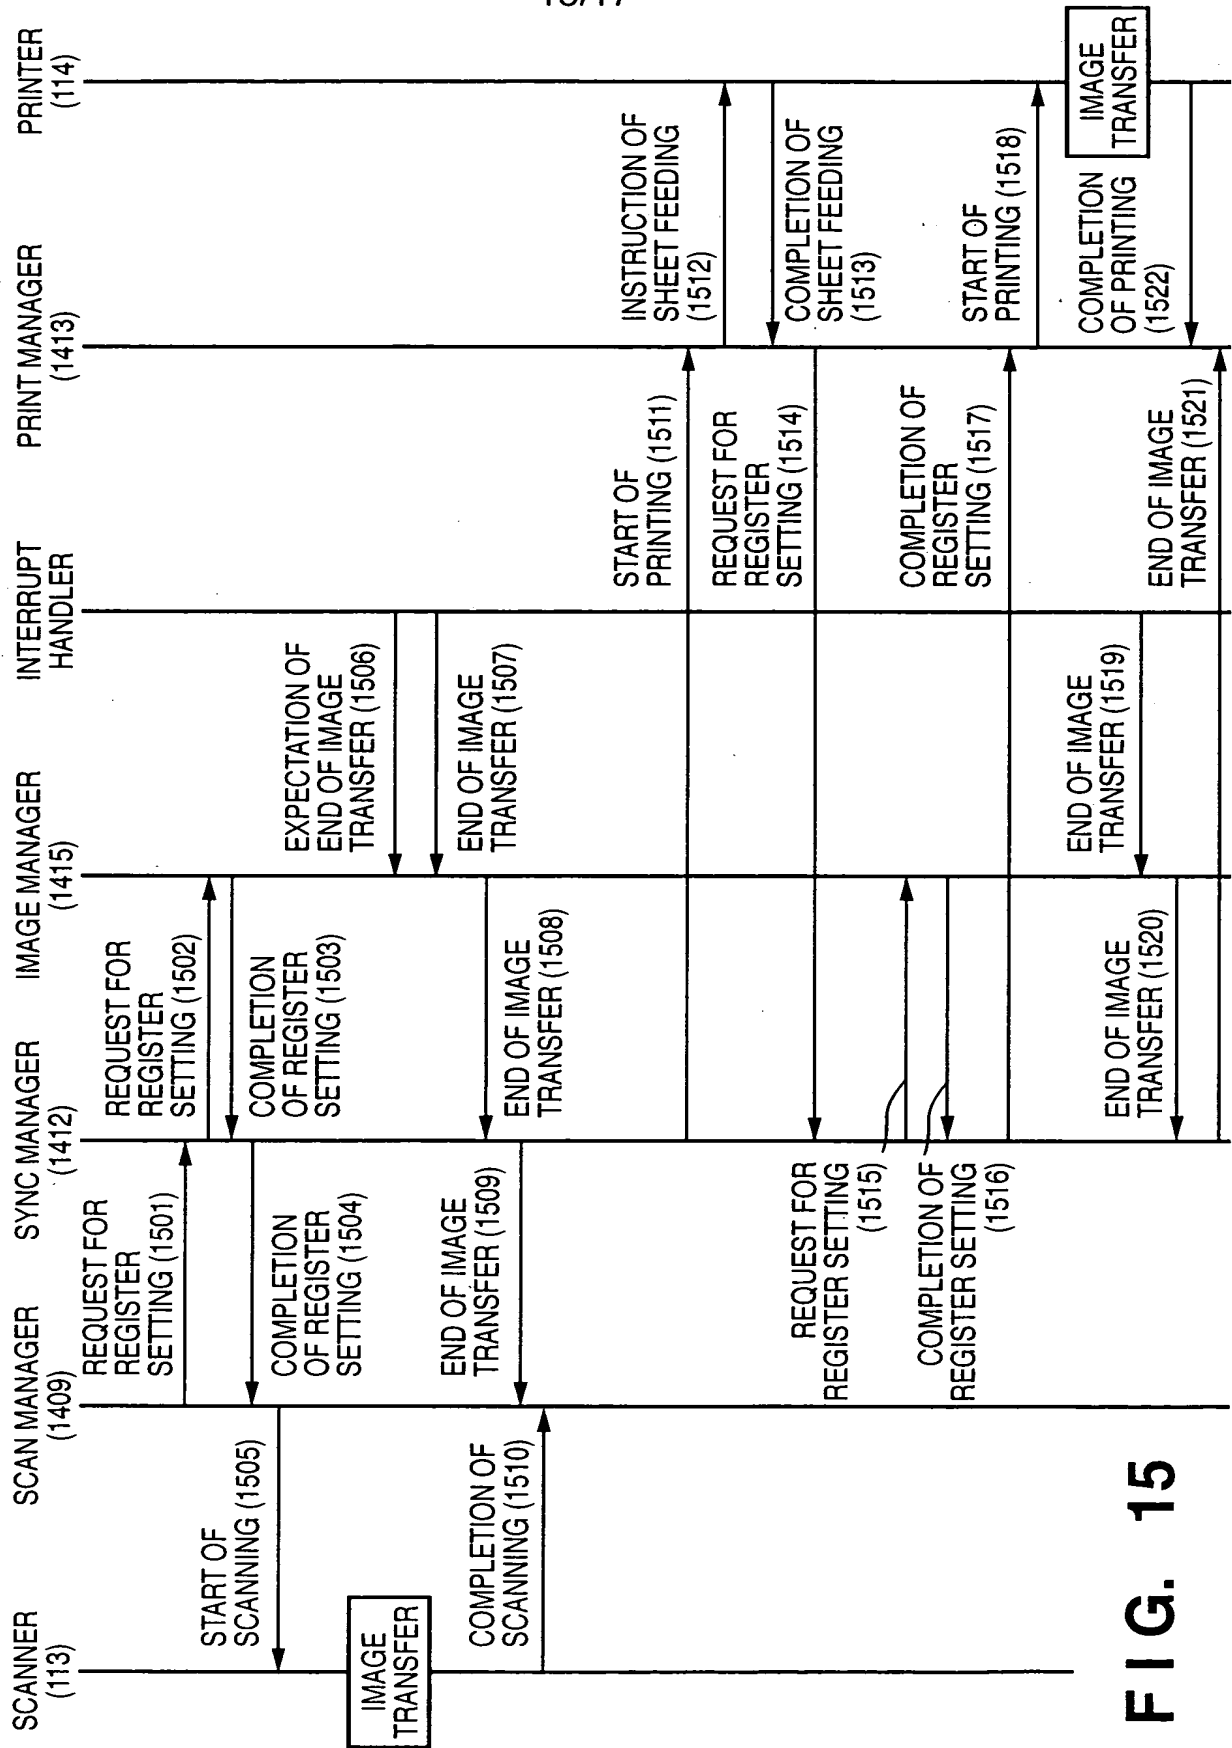 SCANNER
(113)
SCAN MANAGER
(1409)
SYNC MANAGER
(1412)
IMAGE MANAGER
(1415)
INTERRUPT
HANDLER
PRINT MANAGER
(1413)
PRINTER
(114)
REQUEST FOR
REGISTER
SETTING (1501)
REQUEST FOR
REGISTER
SETTING (1502)
COMPLETION
OF REGISTER
SETTING (1503)
COMPLETION
OF REGISTER
SETTING (1504)
START OF
SCANNING (1505)
IMAGE
TRANSFER
EXPECTATION OF
END OF IMAGE
TRANSFER (1506)
END OF IMAGE
TRANSFER (1507)
END OF IMAGE
TRANSFER (1508)
END OF IMAGE
TRANSFER (1509)
COMPLETION OF
SCANNING (1510)
START OF
PRINTING (1511)
INSTRUCTION OF
SHEET FEEDING
(1512)
COMPLETION OF
SHEET FEEDING
(1513)
REQUEST FOR
REGISTER
SETTING (1514)
REQUEST FOR
REGISTER SETTING
(1515)
COMPLETION OF
REGISTER SETTING
(1516)
COMPLETION OF
REGISTER
SETTING (1517)
START OF
PRINTING (1518)
IMAGE
TRANSFER
END OF IMAGE
TRANSFER (1519)
END OF IMAGE
TRANSFER (1520)
END OF IMAGE
TRANSFER (1521)
COMPLETION
OF PRINTING
(1522)
FIG. 15